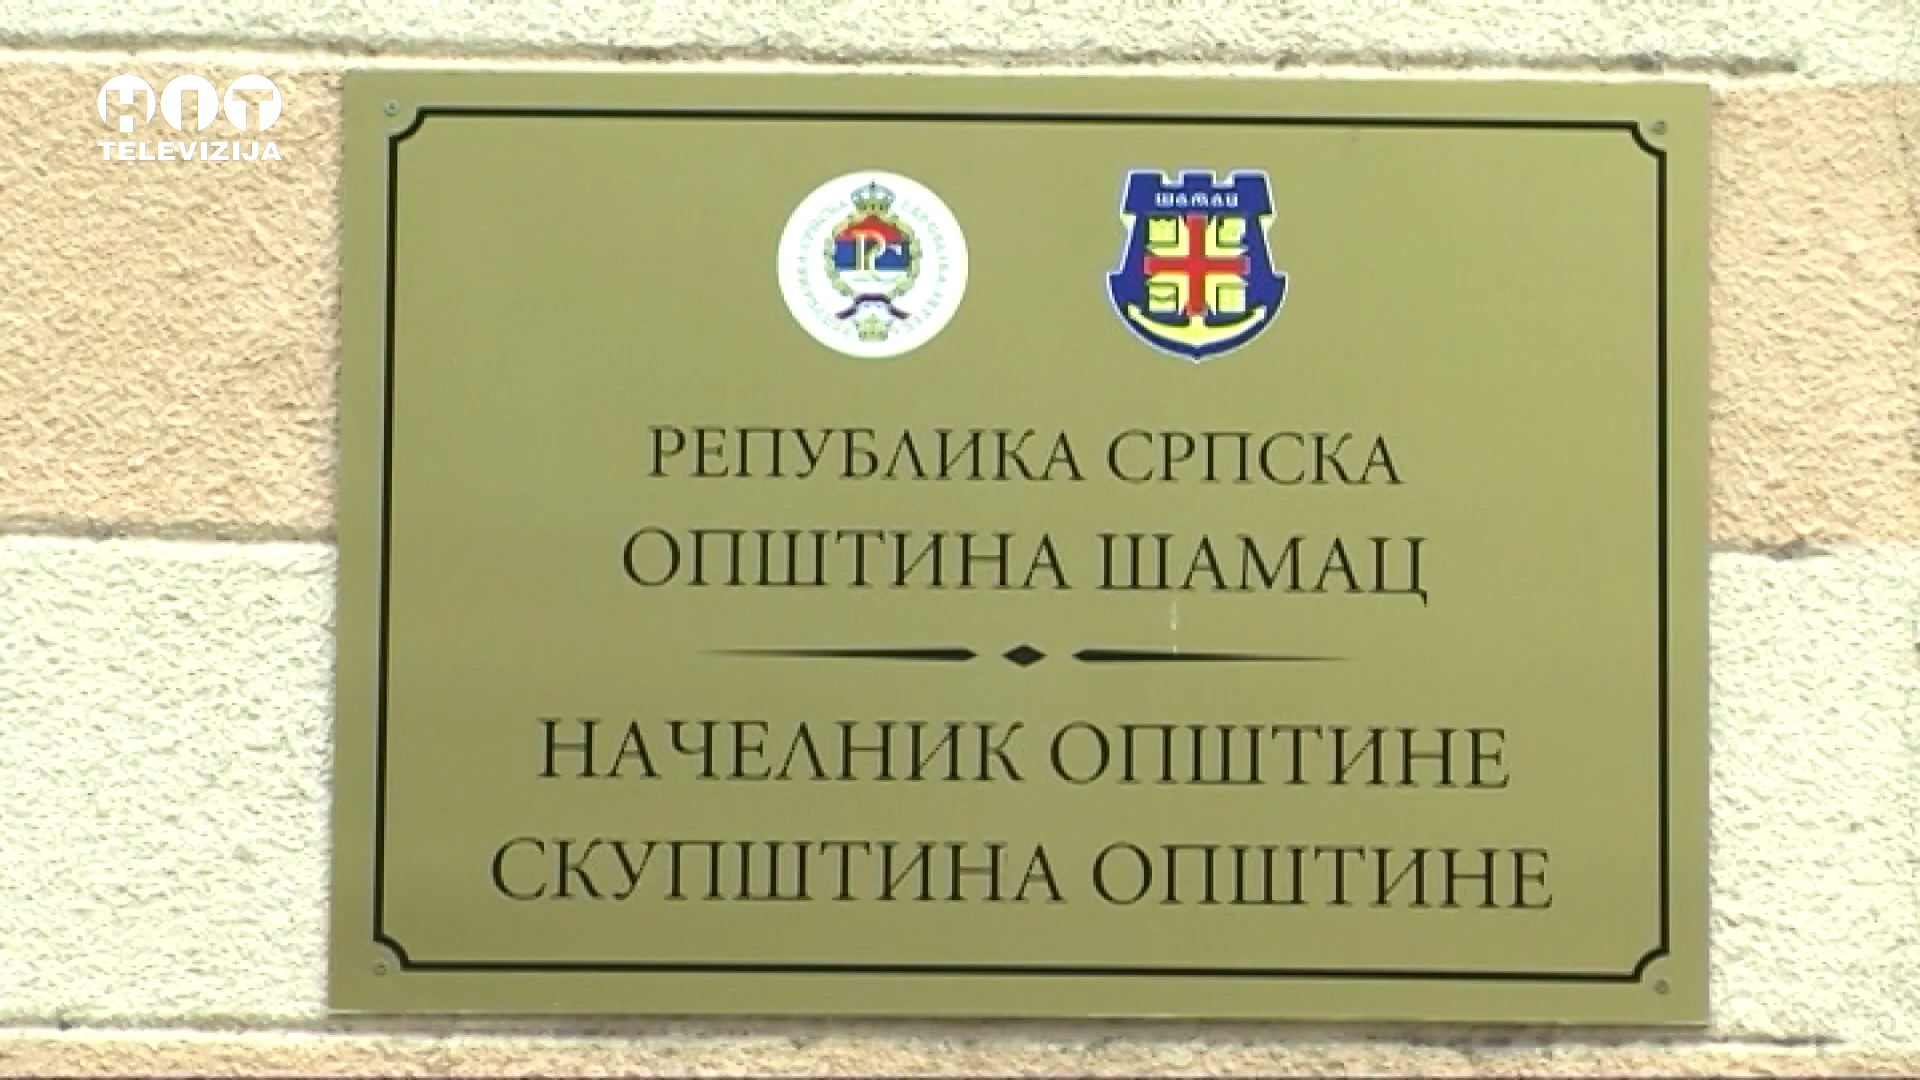 HIT
TELEVIZIJA
ШАМАЦ
РЕПУБЛИКА СРПСКА
ОПШТИНА ШАМАЦ
НАЧЕЛНИК ОПШТИНЕ
СКУПШТИНА ОПШТИНЕ